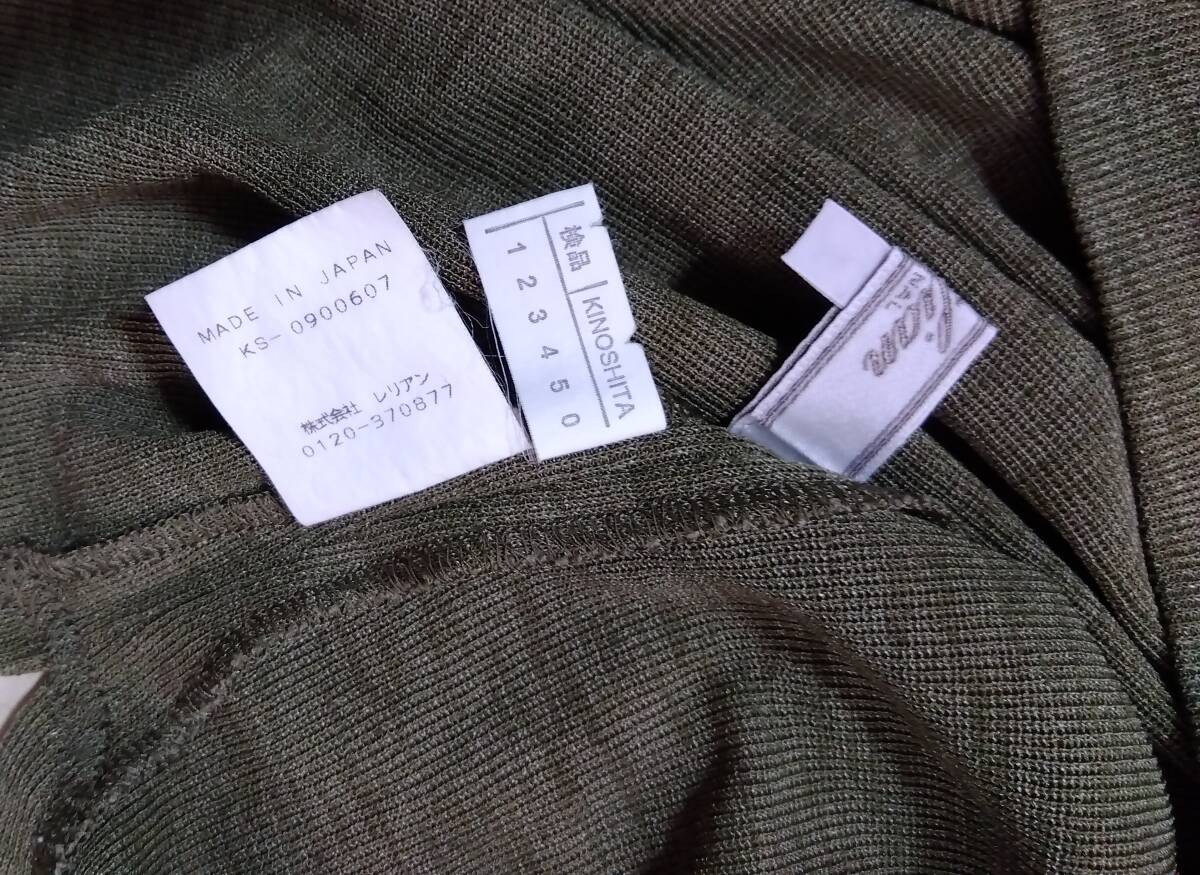 MADE IN JAPAN
KS-0900607
株式会社 レリアン
0120-370877
検品 KINOSHITA
1 2 3 4 5 0